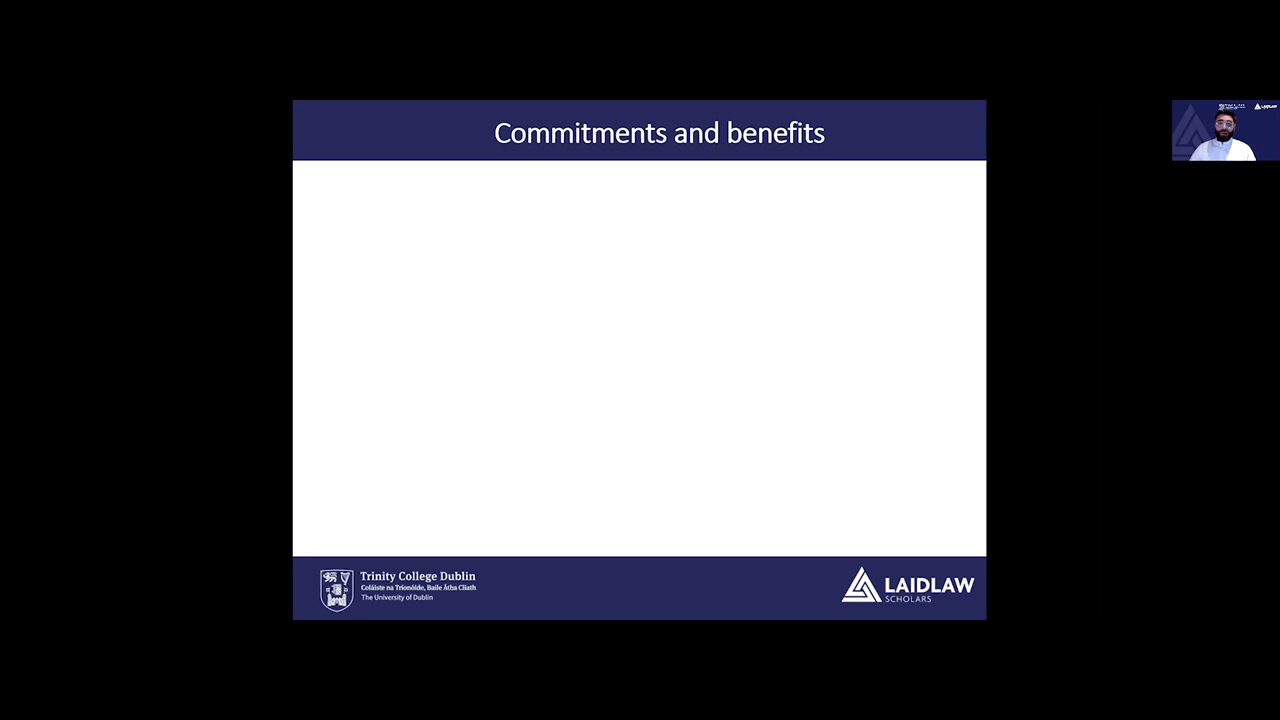 Commitments and benefits
Trinity College Dublin
Coláiste na Tríonóide, Baile Átha Cliath
The University of Dublin
LAIDLAW
SCHOLARS